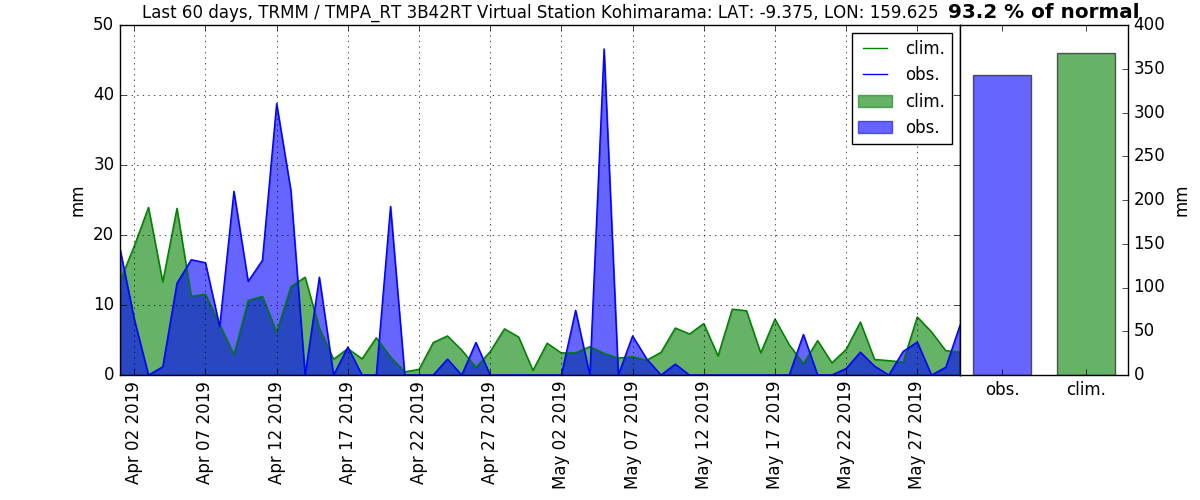 Last 60 days, TRMM / TMPA_RT 3B42RT Virtual Station Kohimarama: LAT: -9.375, LON: 159.625 93.2 % of normal
50
40
30
20
10
0
mm
clim.
obs.
clim.
obs.
400
350
300
250
200
150
100
50
0
mm
obs.
clim.
Apr 02 2019
Apr 07 2019
Apr 12 2019
Apr 17 2019
Apr 22 2019
Apr 27 2019
May 02 2019
May 07 2019
May 12 2019
May 17 2019
May 22 2019
May 27 2019